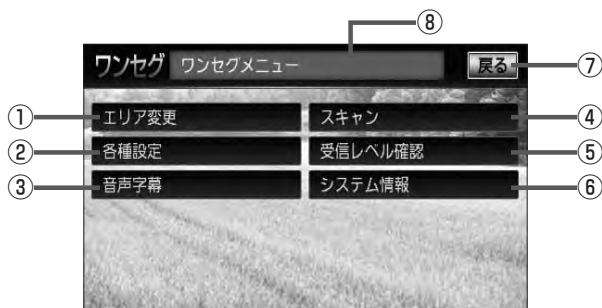 ⑧
ワンセグ ワンセグメニュー 戻る ⑦
① エリア変更 スキャン ④
② 各種設定 受信レベル確認 ⑤
③ 音声字幕 システム情報 ⑥